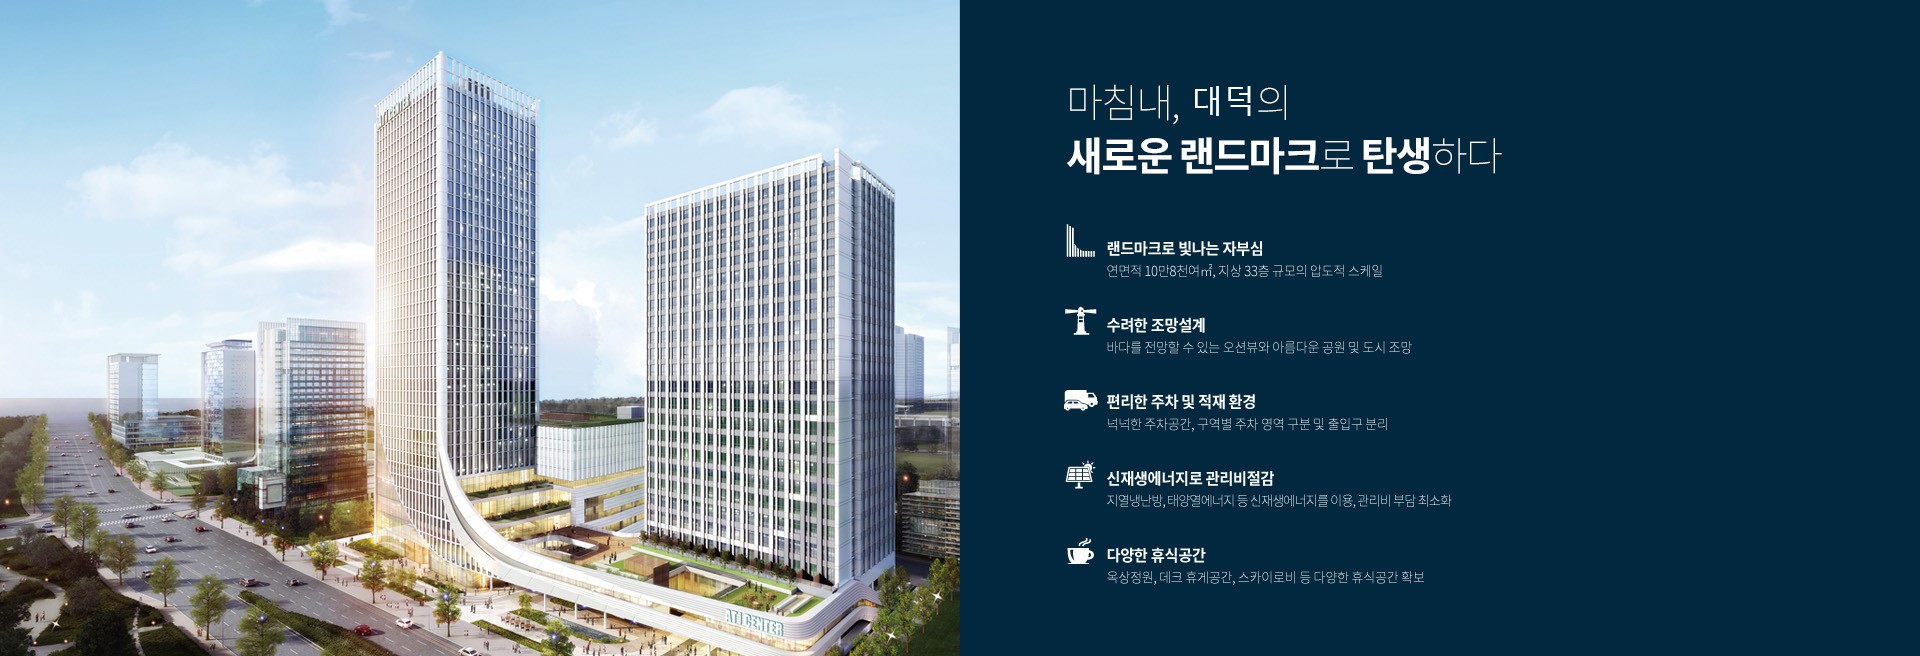 마침내, 대덕의
새로운 랜드마크로 탄생하다
랜드마크로 빛나는 자부심
연면적 10만8천여㎡, 지상 33층 규모의 압도적 스케일
수려한 조망설계
바다를 전망할 수 있는 오션뷰와 아름다운 공원 및 도시 조망
편리한 주차 및 적재 환경
넉넉한 주차공간, 구역별 주차 영역 구분 및 출입구 분리
신재생에너지로 관리비절감
지열냉난방, 태양열에너지 등 신재생에너지를 이용, 관리비 부담 최소화
다양한 휴식공간
옥상정원, 데크 휴게공간, 스카이로비 등 다양한 휴식공간 확보